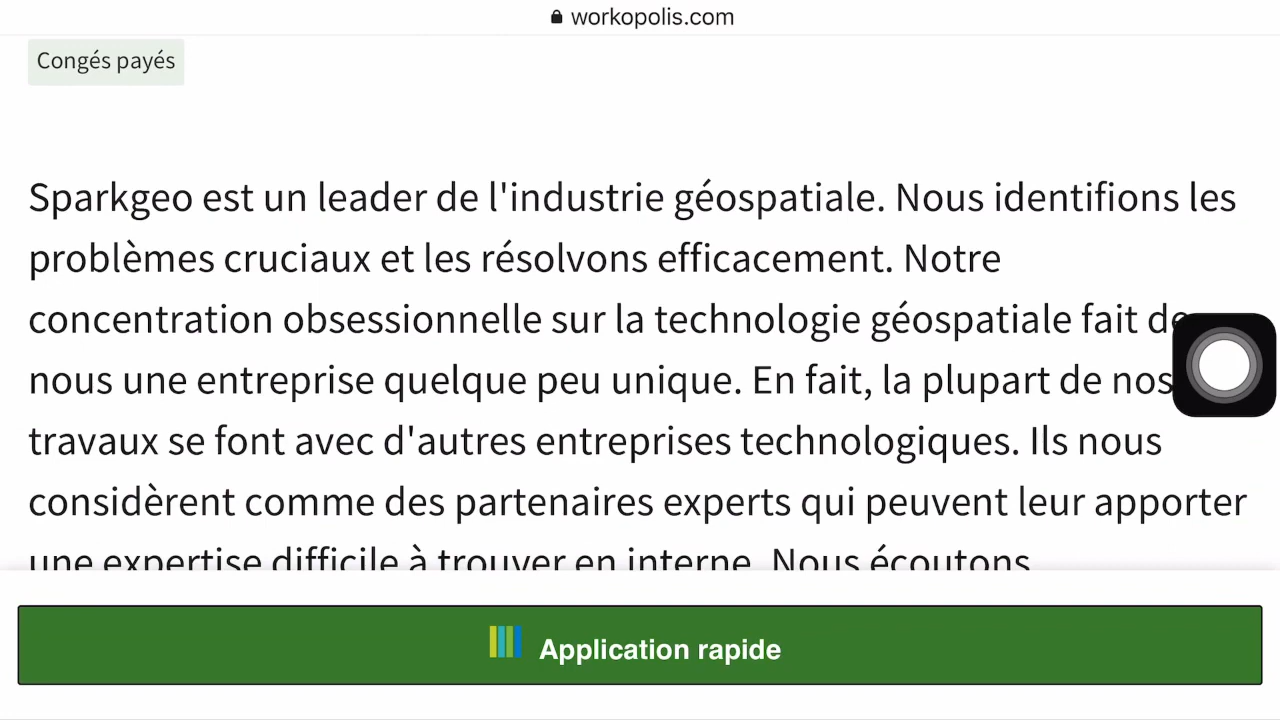 workopolis.com
Congés payés
Sparkgeo est un leader de l'industrie géospatiale. Nous identifions les
problèmes cruciaux et les résolvons efficacement. Notre
concentration obsessionnelle sur la technologie géospatiale fait de
nous une entreprise quelque peu unique. En fait, la plupart de nos
travaux se font avec d'autres entreprises technologiques. Ils nous
considèrent comme des partenaires experts qui peuvent leur apporter
une expertise difficile à trouver en interne. Nous écoutons
Application rapide